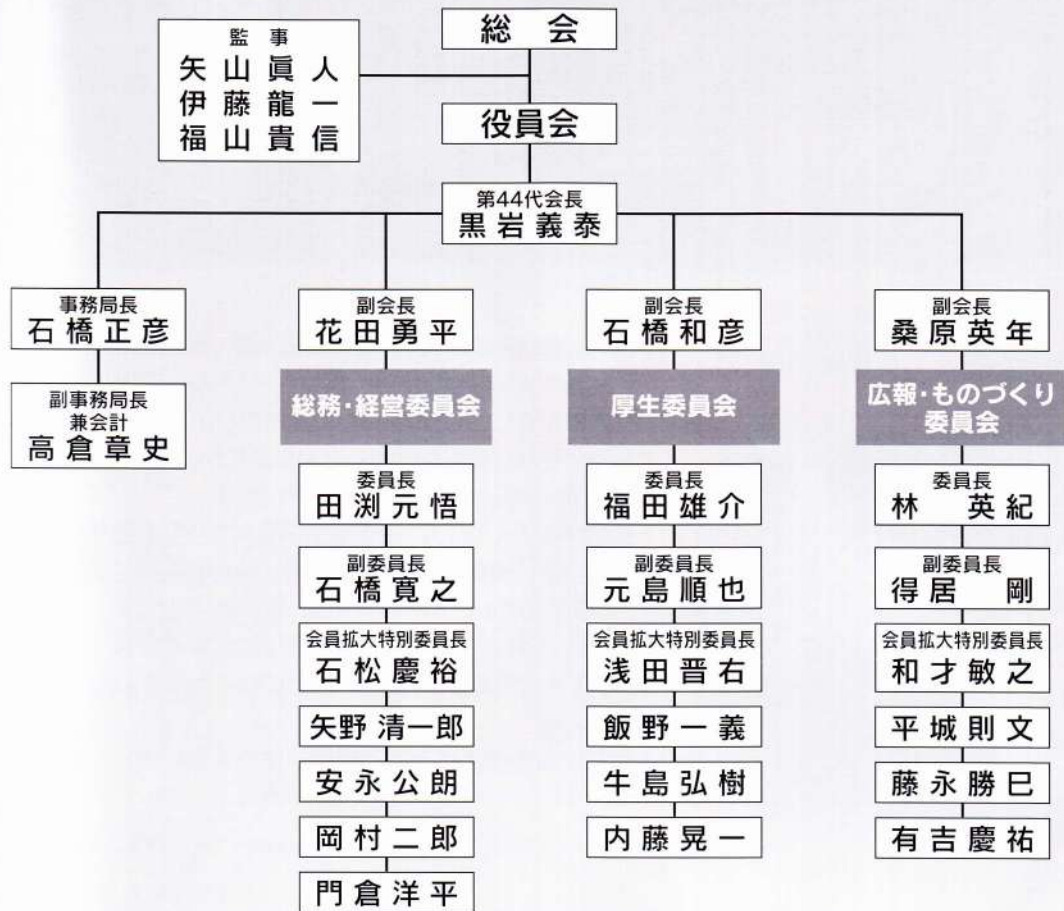 総会
監事
矢山眞人
伊藤龍一
福山貴信
役員会
第44代会長
黒岩義泰
事務局長
石橋正彦
副事務局長
兼会計
高倉章史
副会長
花田勇平
総務・経営委員会
委員長
田渕元悟
副委員長
石橋寛之
会員拡大特別委員長
石松慶裕
矢野清一郎
安永公朗
岡村二郎
門倉洋平
副会長
石橋和彦
厚生委員会
委員長
福田雄介
副委員長
元島順也
会員拡大特別委員長
浅田晋右
飯野一義
牛島弘樹
内藤晃一
副会長
桑原英年
広報・ものづくり
委員会
委員長
林 英紀
副委員長
得居 剛
会員拡大特別委員長
和才敏之
平城則文
藤永勝巳
有吉慶祐